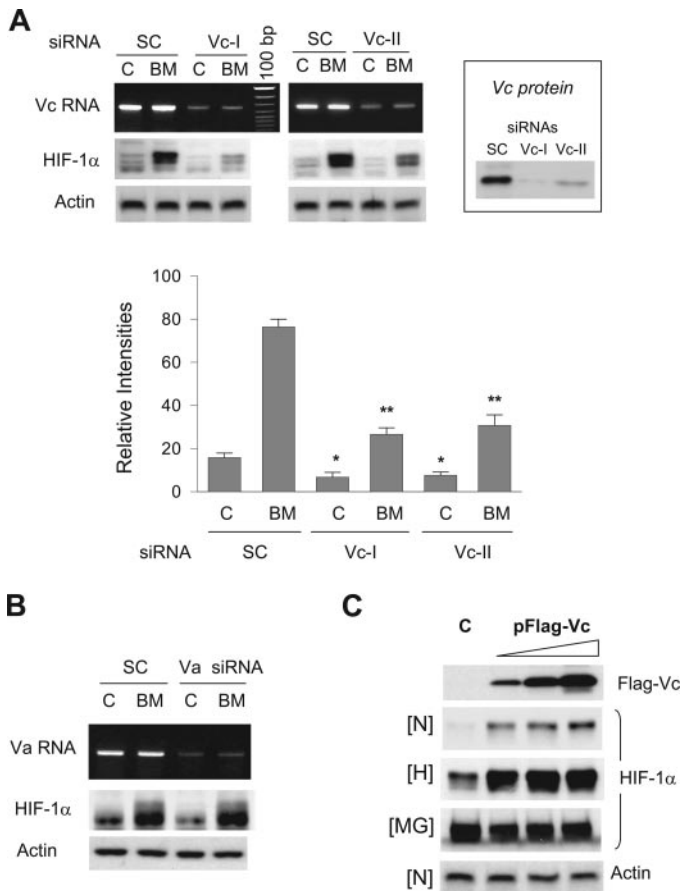 A
siRNA SC Vc-I SC Vc-II
C BM C BM 100 bp C BM C BM
Vc RNA
HIF-1α
Actin
Vc protein
siRNAs
SC Vc-I Vc-II
Relative Intensities
100
80
60
40
20
0
* ** * **
C BM C BM C BM
siRNA SC Vc-I Vc-II
B
SC Va siRNA
C BM C BM
Va RNA
HIF-1α
Actin
C
C pFlag-Vc
Flag-Vc
[N]
[H] HIF-1α
[MG]
[N] Actin